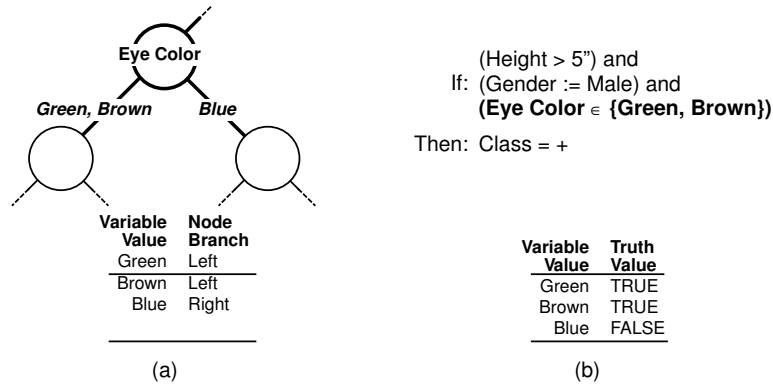 Eye Color
Green, Brown
Blue
Variable Node
Value Branch
Green Left
Brown Left
Blue Right
(a)
(Height > 5”) and
If: (Gender := Male) and
(Eye Color ∈ {Green, Brown})
Then: Class = +
Variable Truth
Value Value
Green TRUE
Brown TRUE
Blue FALSE
(b)